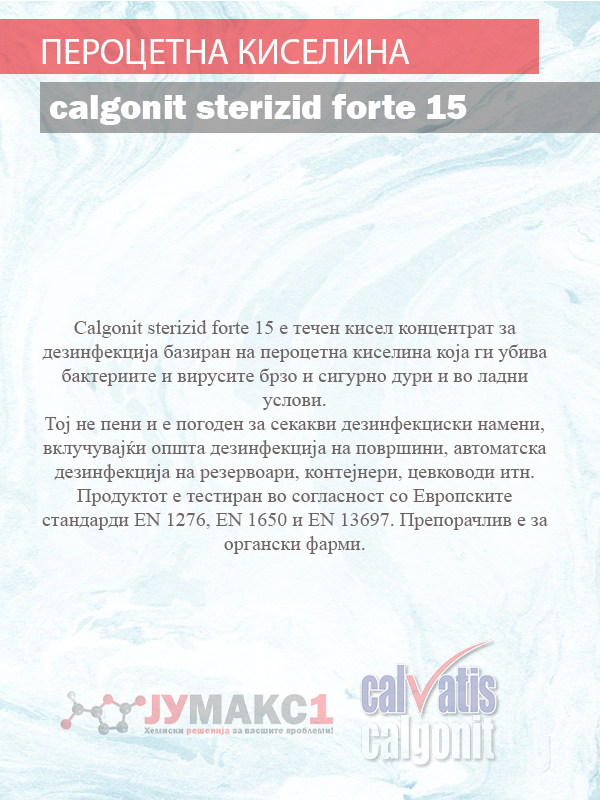 ПЕРОЦЕТНА КИСЕЛИНА
calgonit sterizid forte 15
Calgonit sterizid forte 15 е течен кисел концентрат за
дезинфекција базиран на пероцетна киселина која ги убива
бактериите и вирусите брзо и сигурно дури и во ладни
услови.
Тој не пени и е погоден за секакви дезинфекциски намени,
вклучувајќи општа дезинфекција на површини, автоматска
дезинфекција на резервоари, контејнери, цевководи итн.
Продуктот е тестиран во согласност со Европските
стандарди EN 1276, EN 1650 и EN 13697. Препорачлив е за
органски фарми.
ЈУМАКС1
Хемиски решенија за васшите проблеми!
calvatis
calgonit